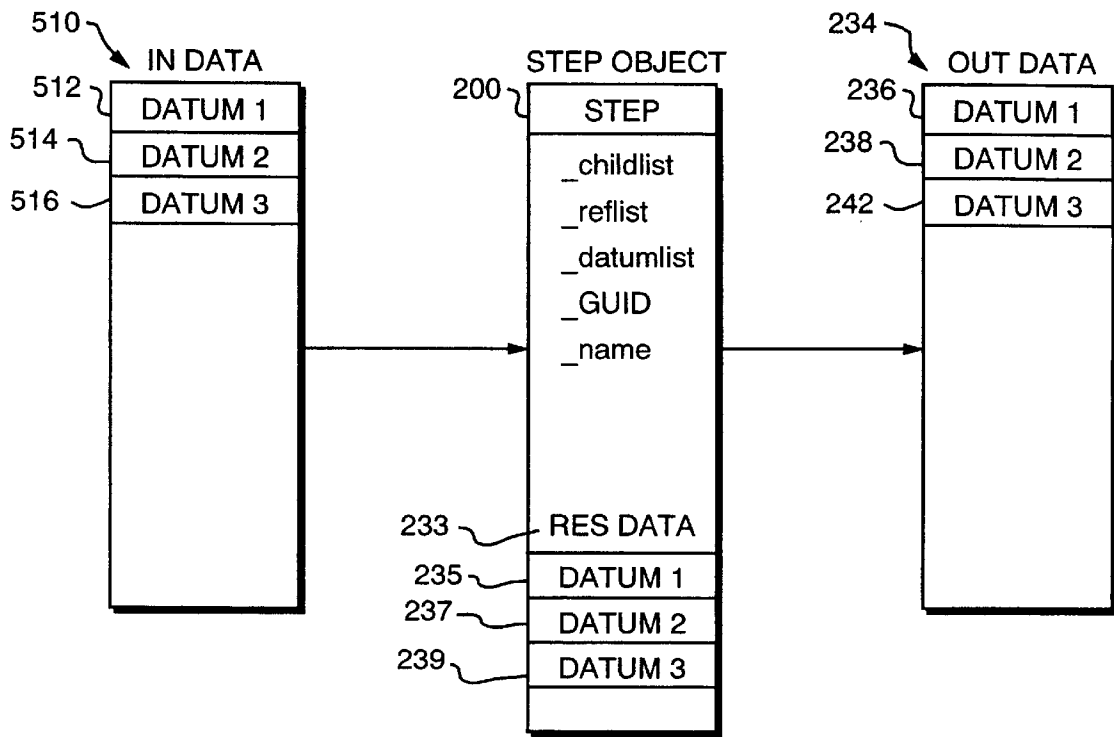 510
IN DATA
512
DATUM 1
514
DATUM 2
516
DATUM 3
STEP OBJECT
200
STEP
_childlist
_reflist
_datumlist
_GUID
_name
233
RES DATA
235
DATUM 1
237
DATUM 2
239
DATUM 3
234
OUT DATA
236
DATUM 1
238
DATUM 2
242
DATUM 3